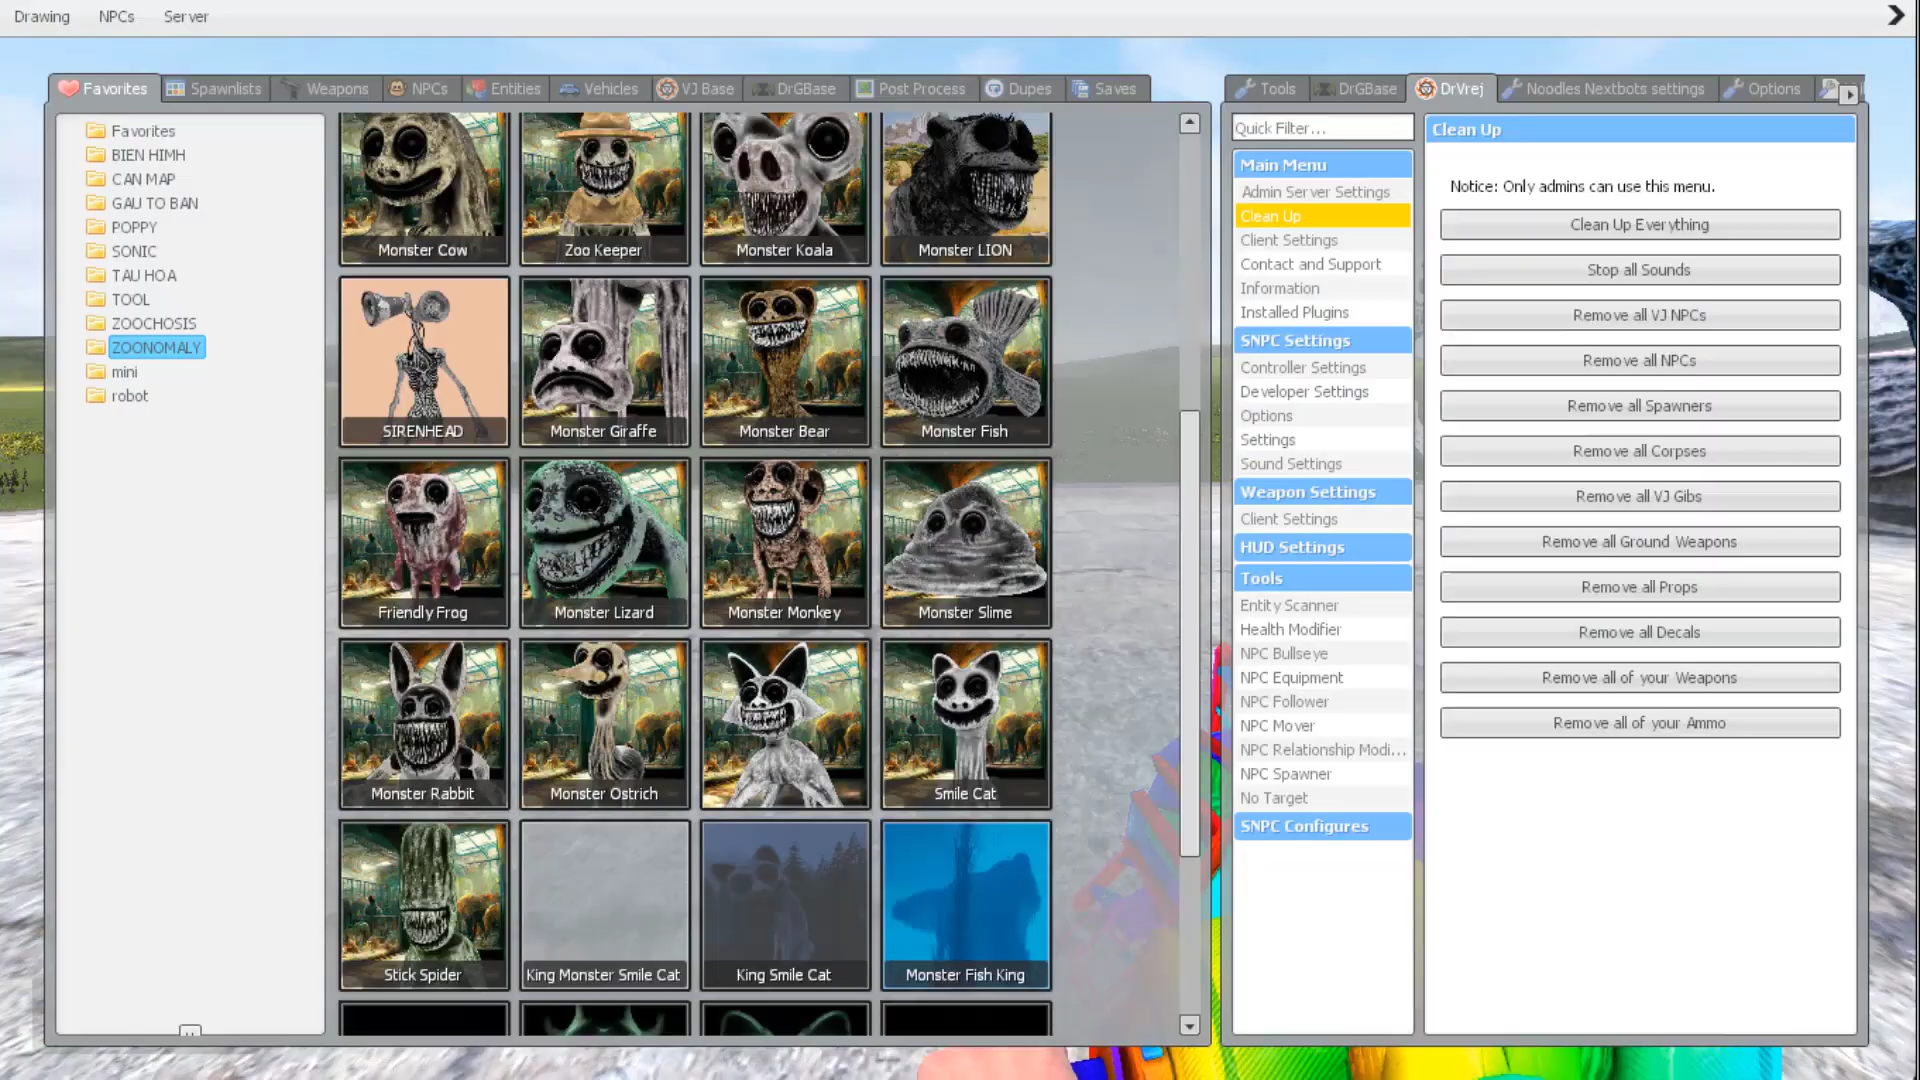 Drawing NPCs Server
Favorites Spawnlists Weapons NPCs Entities Vehicles VJ Base DrGBase Post Process Dupes Saves
Favorites
BIEN HIMH
CAN MAP
GAU TO BAN
POPPY
SONIC
TAU HOA
TOOL
ZOOCHOSIS
ZOONOMALY
mini
robot
Monster Cow Zoo Keeper Monster Koala Monster LION
SIRENHEAD Monster Giraffe Monster Bear Monster Fish
Friendly Frog Monster Lizard Monster Monkey Monster Slime
Monster Rabbit Monster Ostrich Smile Cat
Stick Spider King Monster Smile Cat King Smile Cat Monster Fish King
Tools DrGBase DrVrej Noodles Nextbots settings Options
Quick Filter...
Main Menu
Admin Server Settings
Clean Up
Client Settings
Contact and Support
Information
Installed Plugins
SNPC Settings
Controller Settings
Developer Settings
Options
Settings
Sound Settings
Weapon Settings
Client Settings
HUD Settings
Tools
Entity Scanner
Health Modifier
NPC Bullseye
NPC Equipment
NPC Follower
NPC Mover
NPC Relationship Modi...
NPC Spawner
No Target
SNPC Configures
Clean Up
Notice: Only admins can use this menu.
Clean Up Everything
Stop all Sounds
Remove all VJ NPCs
Remove all NPCs
Remove all Spawners
Remove all Corpses
Remove all VJ Gibs
Remove all Ground Weapons
Remove all Props
Remove all Decals
Remove all of your Weapons
Remove all of your Ammo